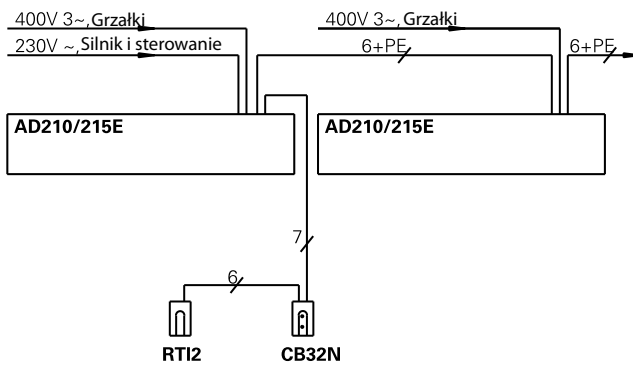 400V 3~, Grzałki
230V ~, Silnik i sterowanie
400V 3~, Grzałki
6+PE
6+PE
AD210/215E
AD210/215E
7
6
RTI2
CB32N